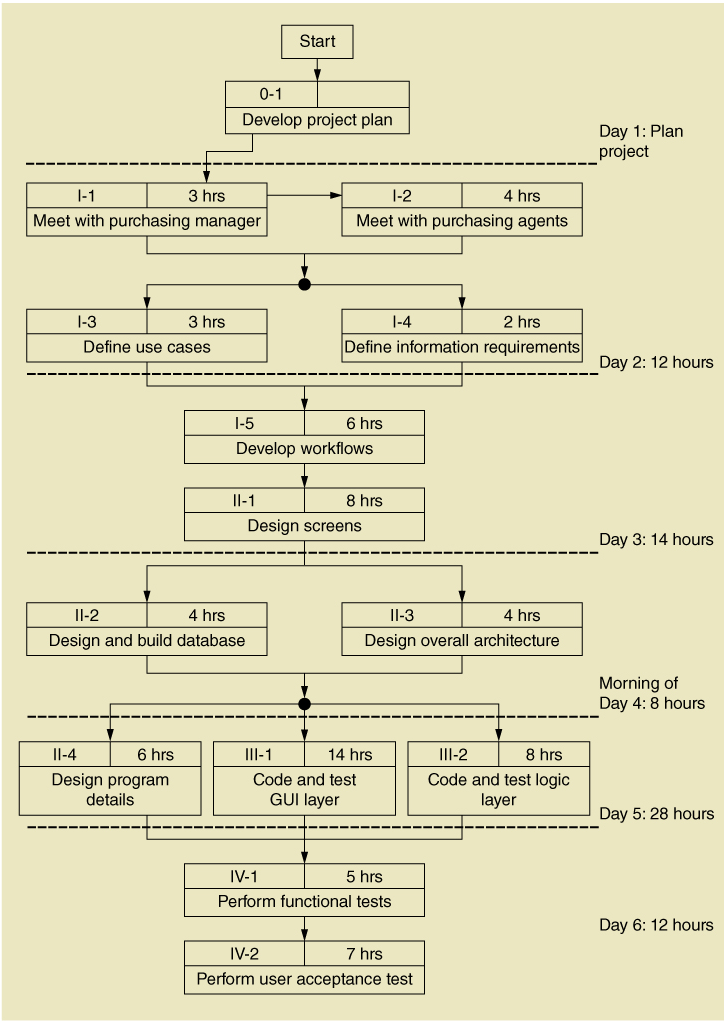 Start
0-1
Develop project plan
Day 1: Plan
project
I-1 3 hrs
Meet with purchasing manager
I-2 4 hrs
Meet with purchasing agents
I-3 3 hrs
Define use cases
I-4 2 hrs
Define information requirements
Day 2: 12 hours
I-5 6 hrs
Develop workflows
II-1 8 hrs
Design screens
Day 3: 14 hours
II-2 4 hrs
Design and build database
II-3 4 hrs
Design overall architecture
Morning of
Day 4: 8 hours
II-4 6 hrs
Design program
details
III-1 14 hrs
Code and test
GUI layer
III-2 8 hrs
Code and test logic
layer
Day 5: 28 hours
IV-1 5 hrs
Perform functional tests
Day 6: 12 hours
IV-2 7 hrs
Perform user acceptance test